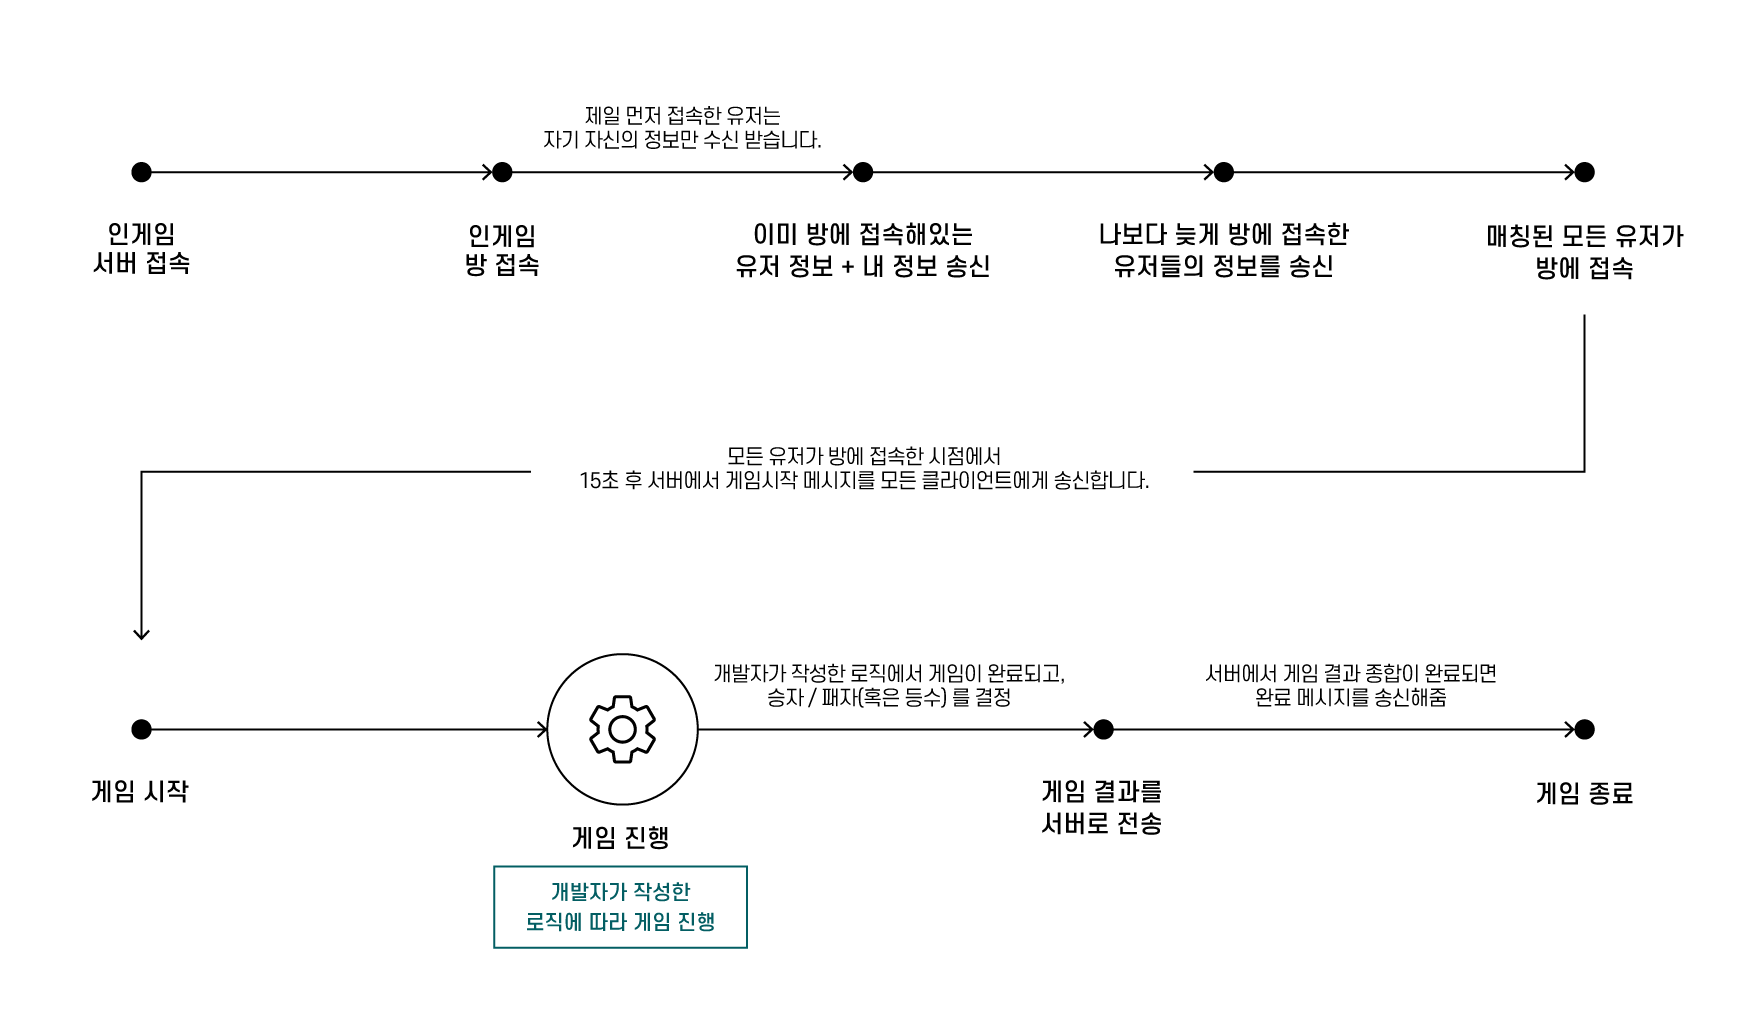 제일 먼저 접속한 유저는
자기 자신의 정보만 수신 받습니다.
인게임
서버 접속
인게임
방 접속
이미 방에 접속해있는
유저 정보 + 내 정보 송신
나보다 늦게 방에 접속한
유저들의 정보를 송신
매칭된 모든 유저가
방에 접속
모든 유저가 방에 접속한 시점에서
15초 후 서버에서 게임시작 메시지를 모든 클라이언트에게 송신합니다.
개발자가 작성한 로직에서 게임이 완료되고,
승자 / 패자(혹은 등수) 를 결정
서버에서 게임 결과 종합이 완료되면
완료 메시지를 송신해줌
게임 시작
게임 진행
개발자가 작성한
로직에 따라 게임 진행
게임 결과를
서버로 전송
게임 종료